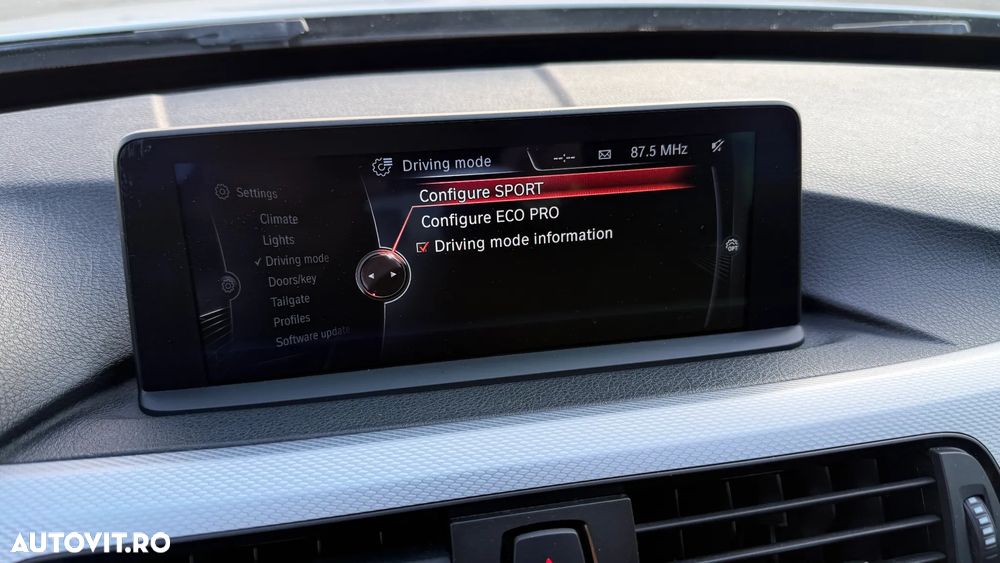 Driving mode
--:--
87.5 MHz
Settings
Climate
Lights
✓ Driving mode
Doors/key
Tailgate
Profiles
Software update
Configure SPORT
Configure ECO PRO
Driving mode information
OPT
AUTOVIT.RO